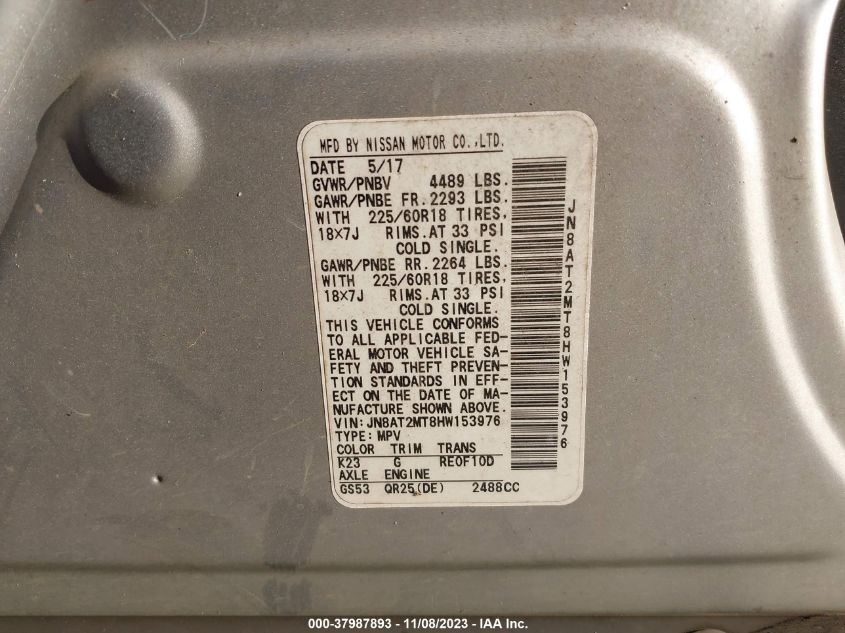 MFD BY NISSAN MOTOR CO.,LTD.
DATE 5/17
GVWR/PNBV 4489 LBS.
GAWR/PNBE FR. 2293 LBS.
WITH 225/60R18 TIRES,
18×7J RIMS.AT 33 PSI
COLD SINGLE.
GAWR/PNBE RR. 2264 LBS.
WITH 225/60R18 TIRES,
18×7J RIMS.AT 33 PSI
COLD SINGLE.
THIS VEHICLE CONFORMS
TO ALL APPLICABLE FED-
ERAL MOTOR VEHICLE SA-
FETY AND THEFT PREVEN-
TION STANDARDS IN EFF-
ECT ON THE DATE OF MA-
NUFACTURE SHOWN ABOVE.
VIN:JN8AT2MT8HW153976
TYPE:MPV
COLOR TRIM TRANS
K23 G RE0F10D
AXLE ENGINE
GS53 QR25(DE) 2488CC
JN8AT2MT8HW153976
000-37987893 - 11/08/2023 - IAA Inc.